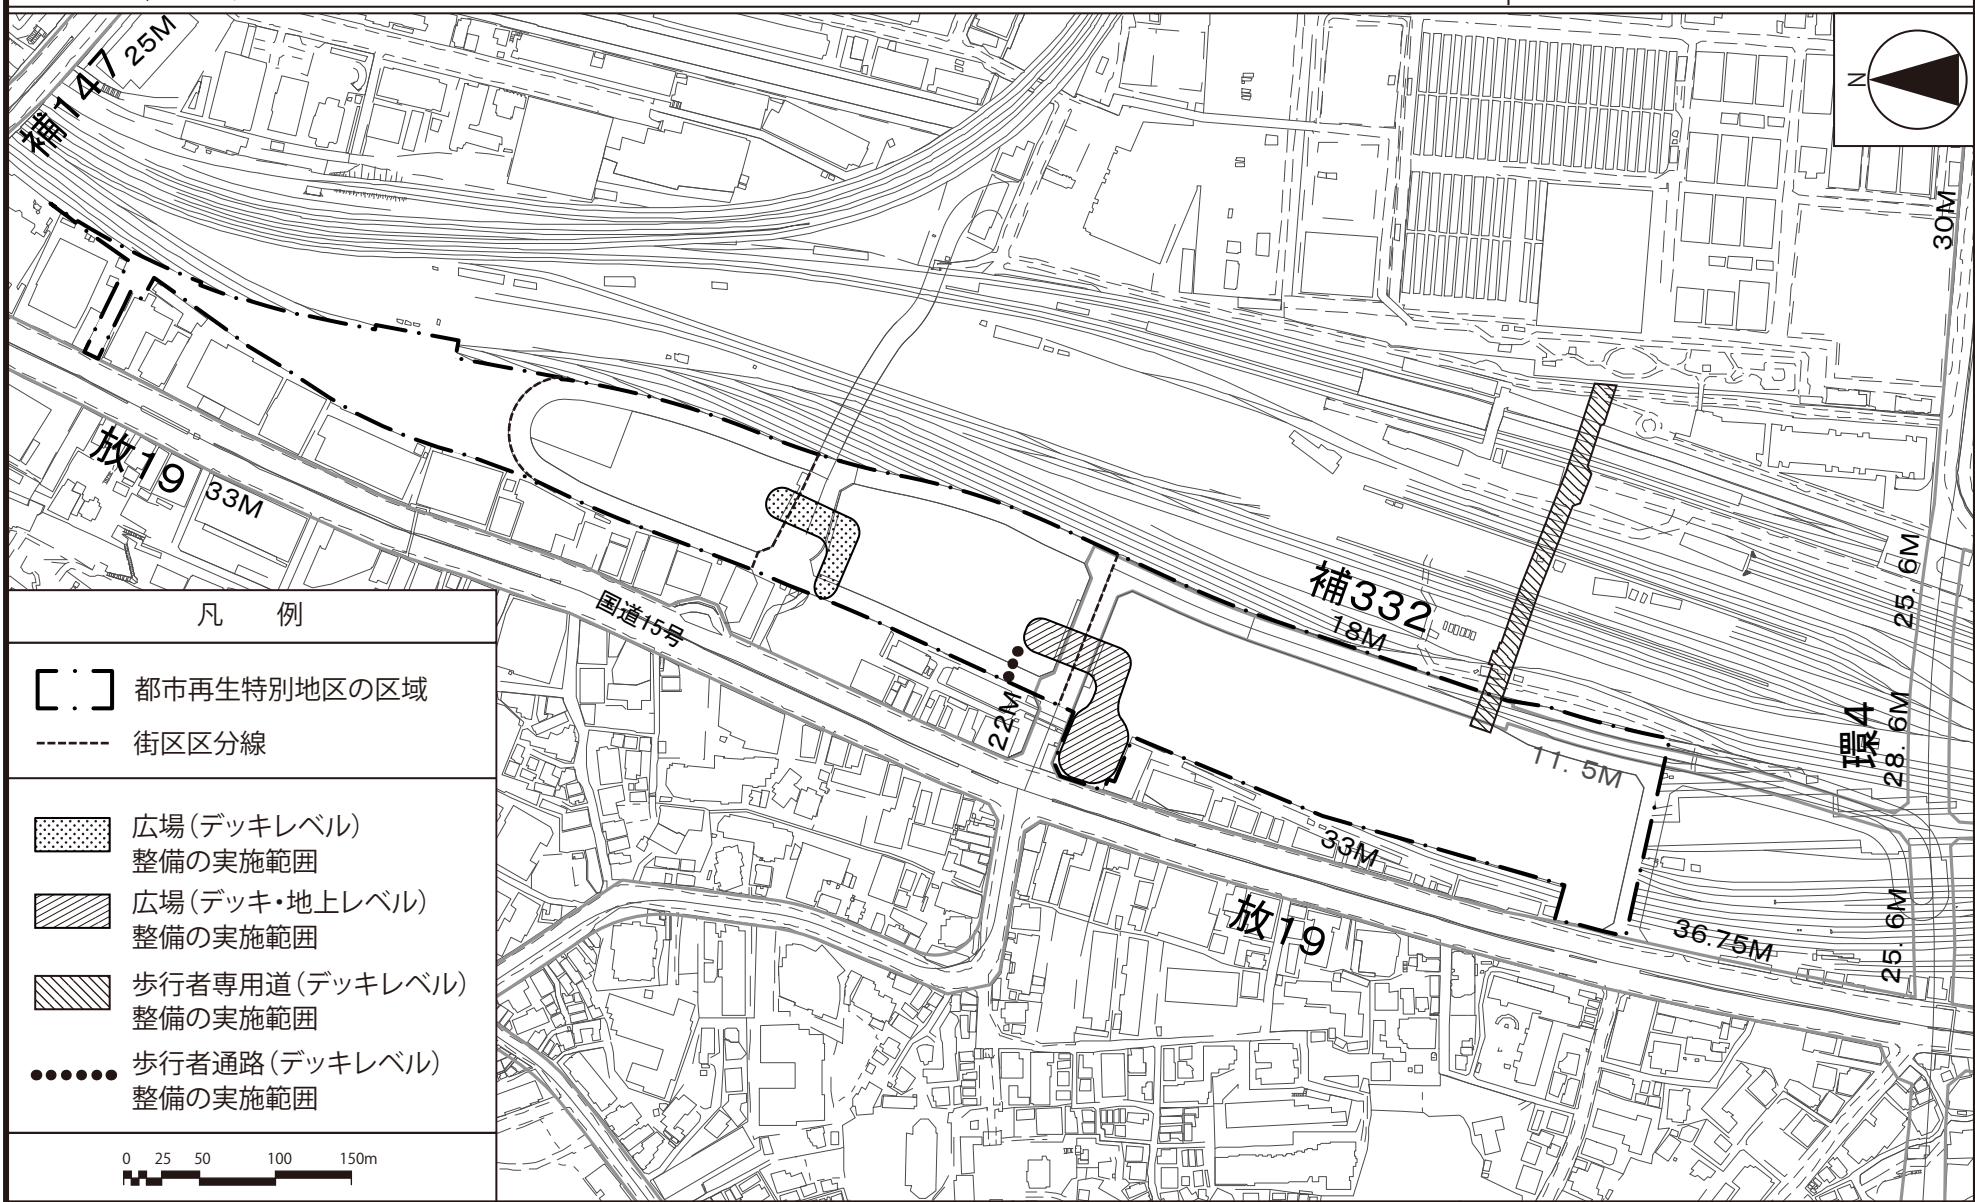 補147 25M
N
30M
放19 33M
国道15号
補332
18M
22M
11. 5M
25. 6M
環4
28. 6M
33M
放19
36.75M
25. 6M
凡 例
都市再生特別地区の区域
街区区分線
広場（デッキレベル）
整備の実施範囲
広場（デッキ・地上レベル）
整備の実施範囲
歩行者専用道（デッキレベル）
整備の実施範囲
歩行者通路（デッキレベル）
整備の実施範囲
0 25 50 100 150m